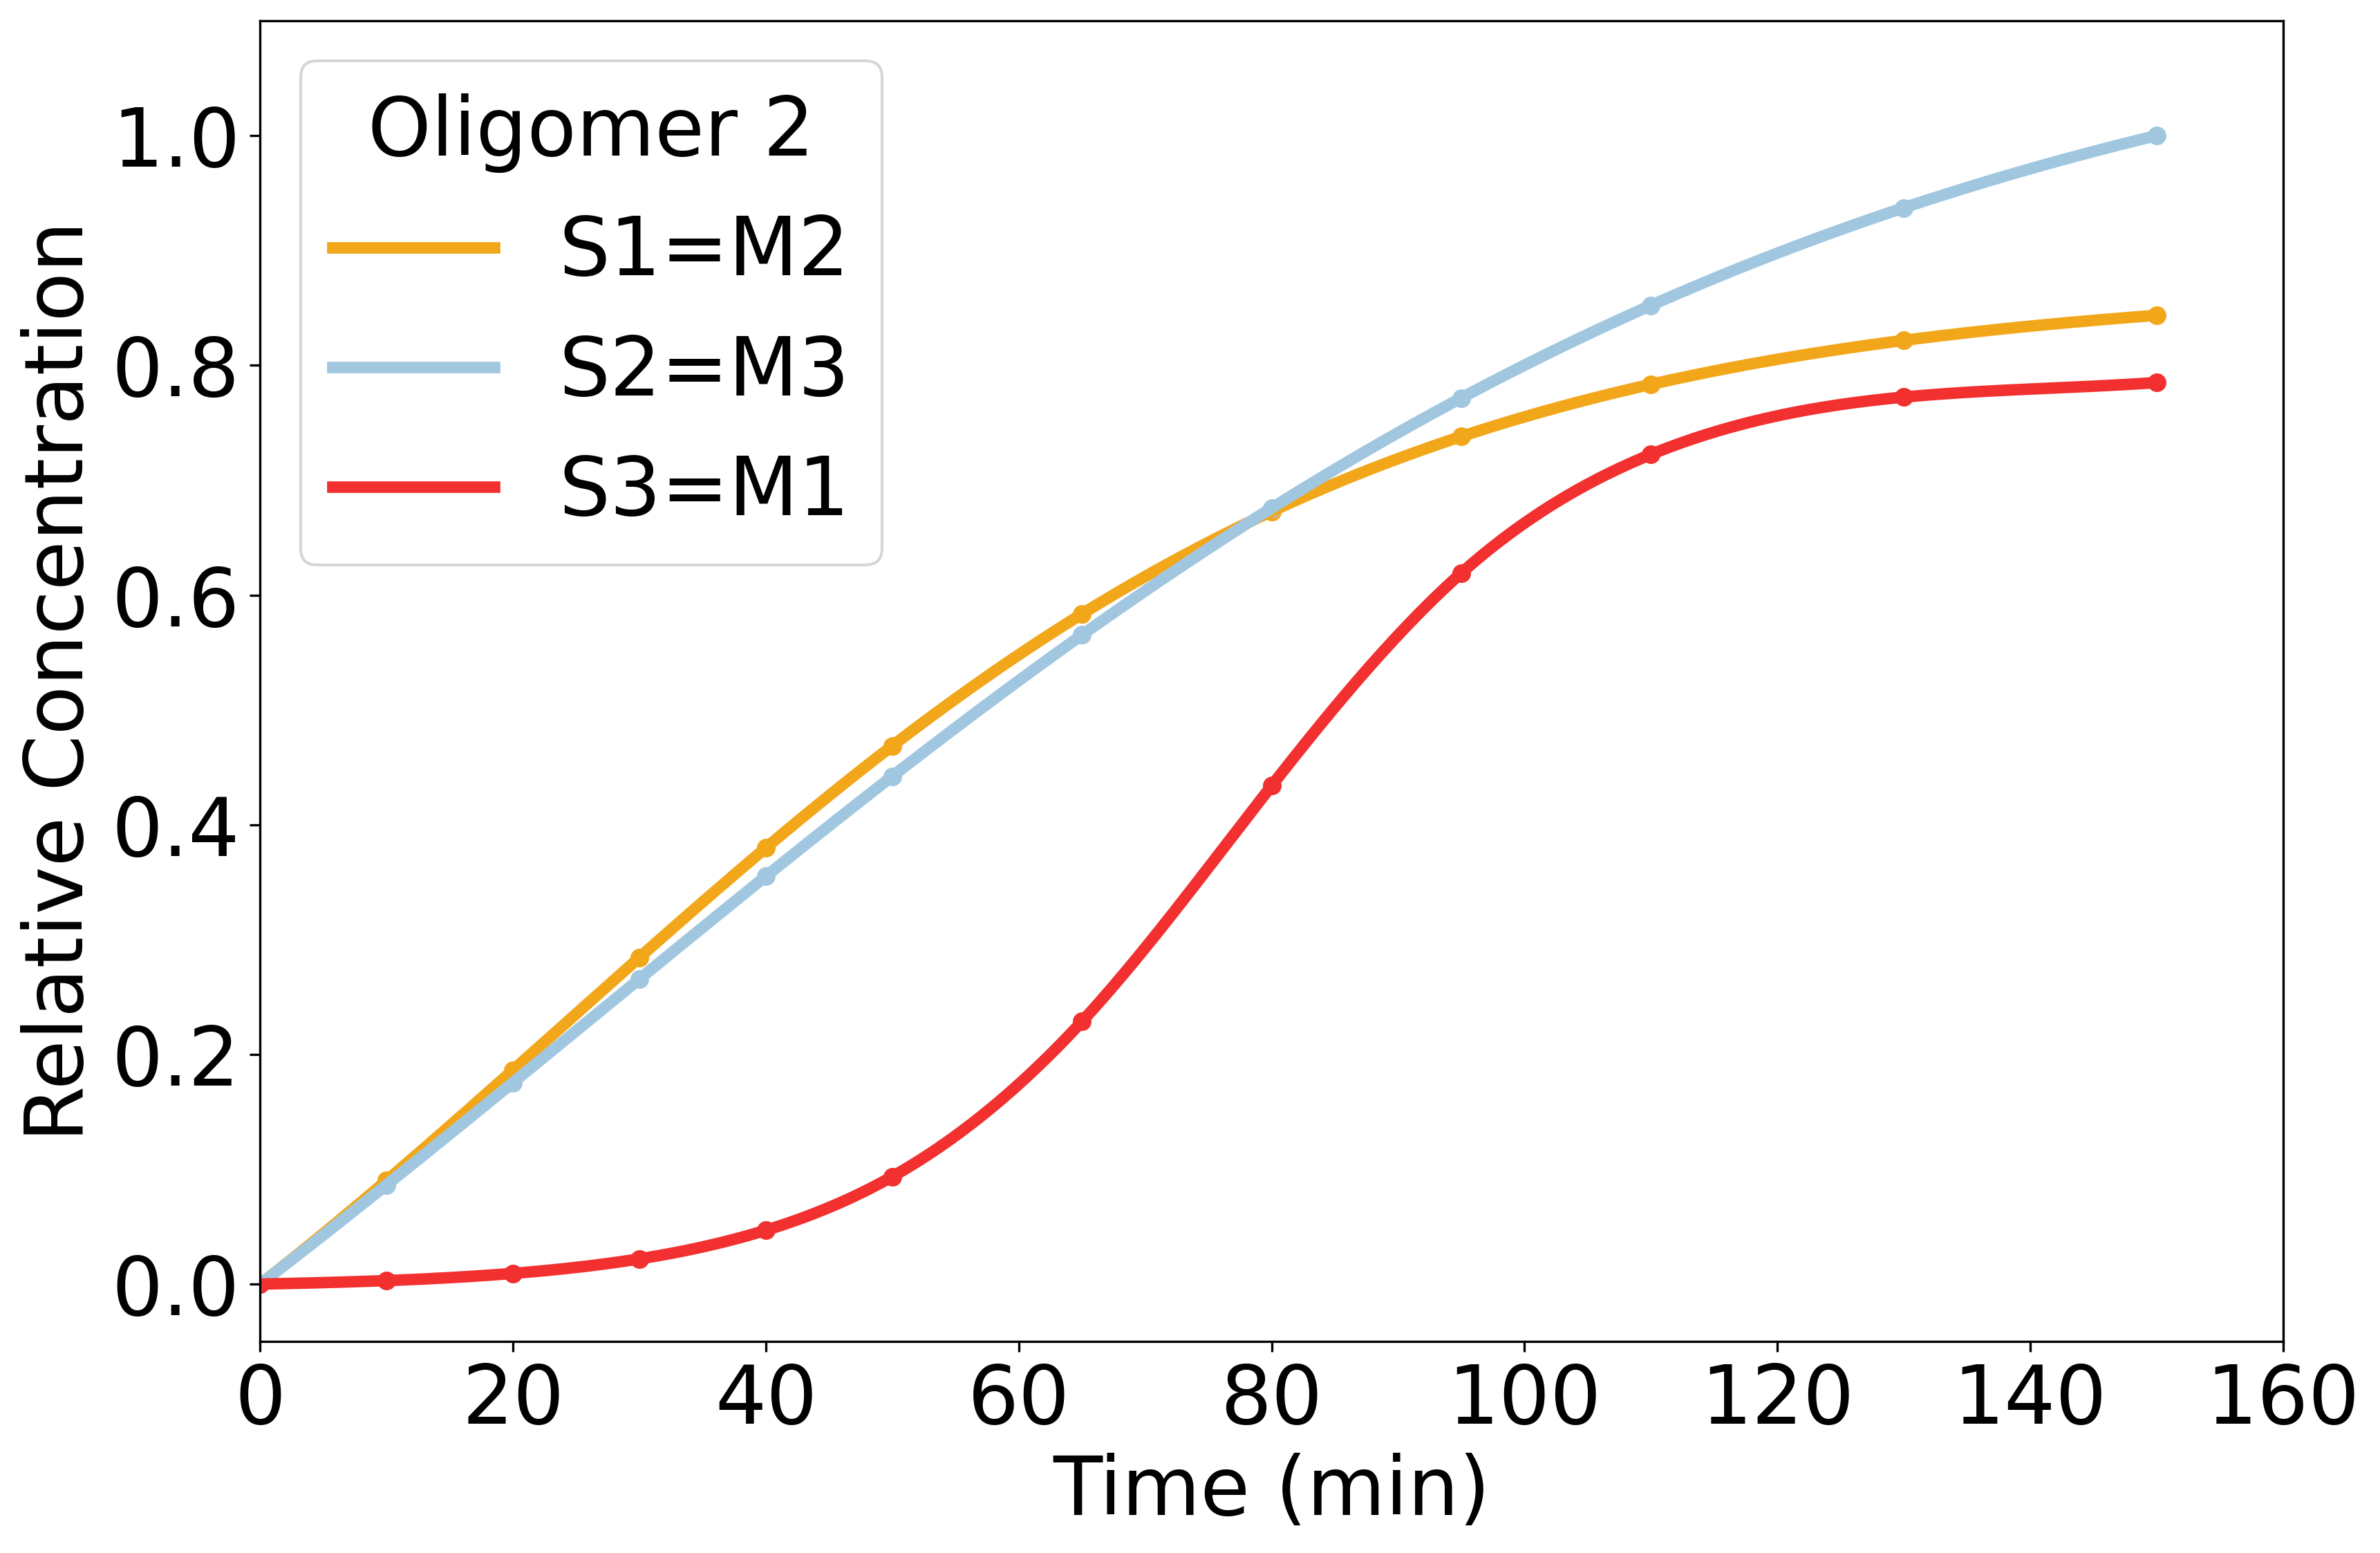 Oligomer 2
S1=M2
S2=M3
S3=M1
Relative Concentration
1.0
0.8
0.6
0.4
0.2
0.0
0 20 40 60 80 100 120 140 160
Time (min)